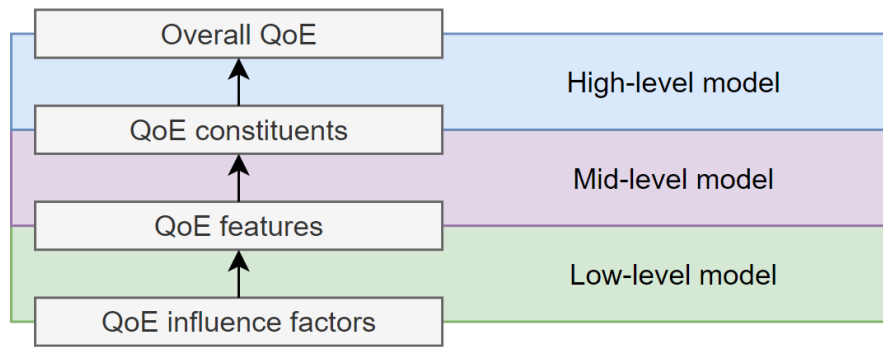 Overall QoE
High-level model
QoE constituents
Mid-level model
QoE features
Low-level model
QoE influence factors